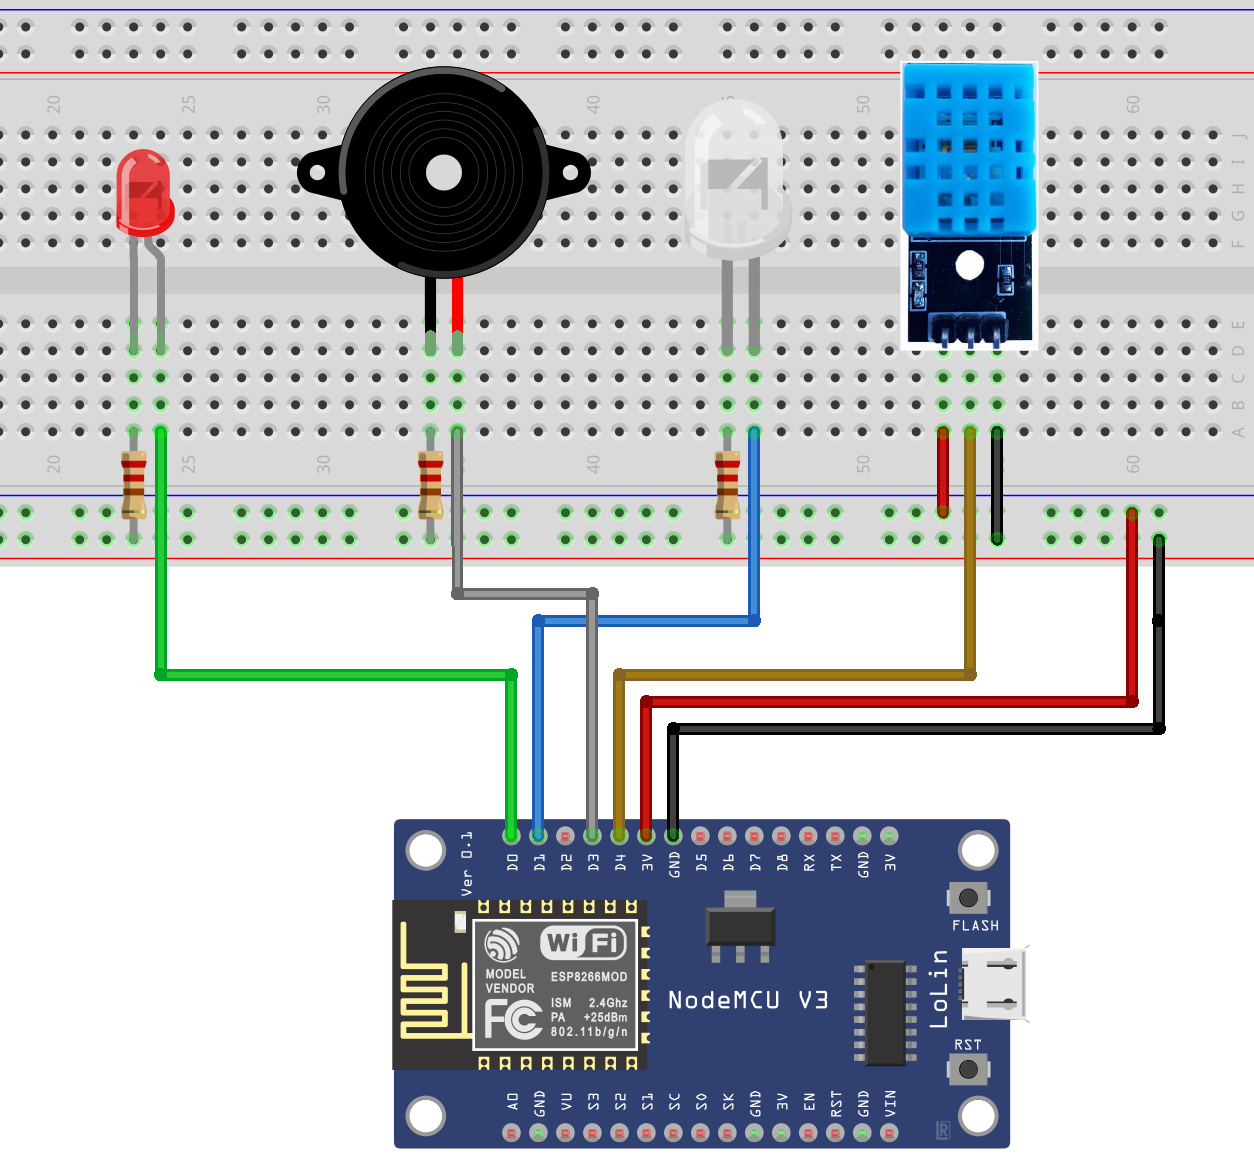 20 25 30 40 50 60
J
I
H
G
F
E
D
C
B
A
20 25 30 40 50 60
Ver 0.1
D0 D1 D2 D3 D4 3V GND D5 D6 D7 D8 RX TX GND 3V
FLASH
WiFi
MODEL
VENDOR
ESP8266MOD
FC
ISM 2.4Ghz
PA +25dBm
802.11b/g/n
NodeMCU V3
LoLin
RST
A0 GND VU S3 S2 S1 SC S0 SK GND 3V EN RST GND VIN
R